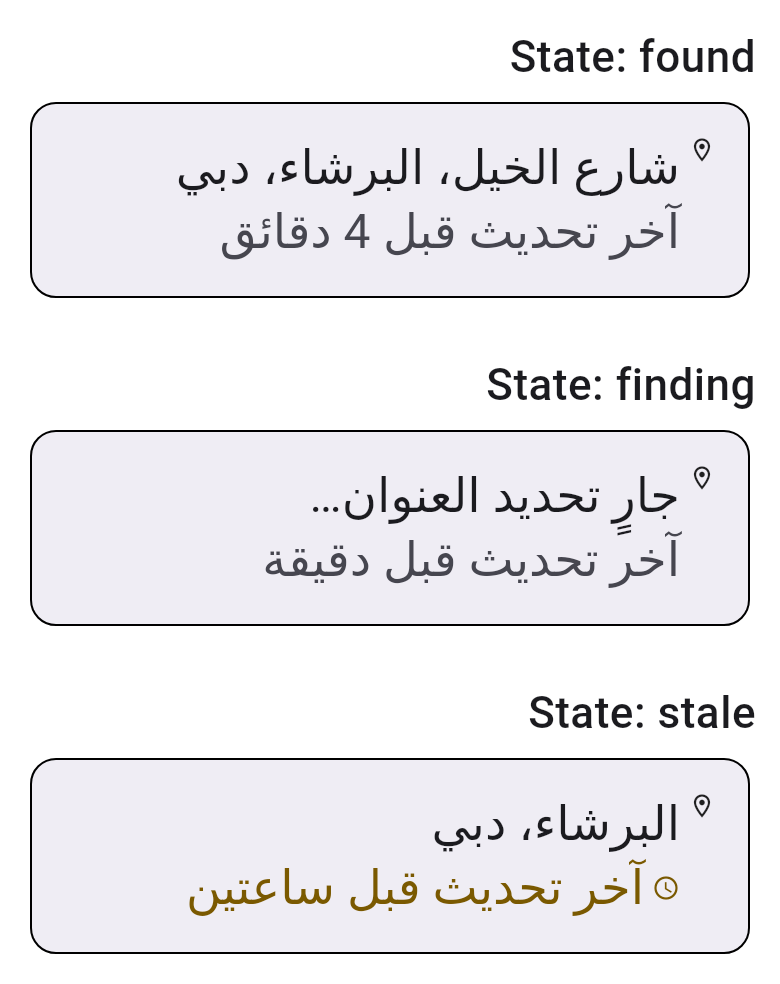 State: found
شارع الخيل، البرشاء، دبي
آخر تحديث قبل 4 دقائق
State: finding
جارٍ تحديد العنوان...
آخر تحديث قبل دقيقة
State: stale
البرشاء، دبي
آخر تحديث قبل ساعتين